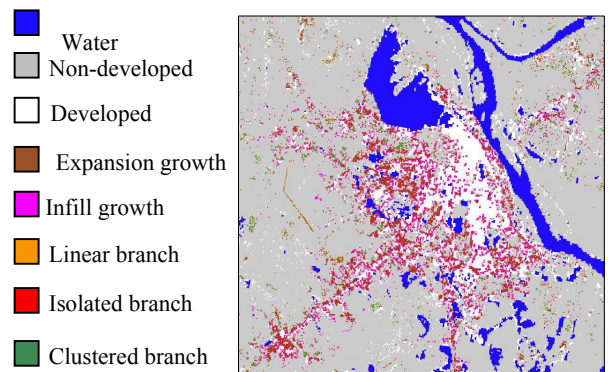 Water
Non-developed
Developed
Expansion growth
Infill growth
Linear branch
Isolated branch
Clustered branch